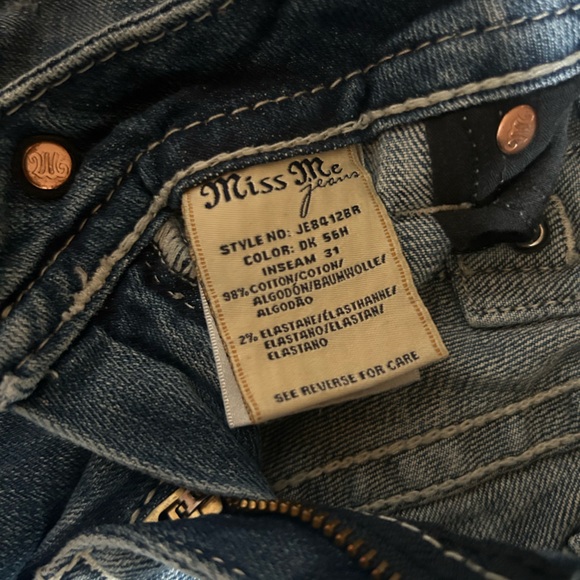 M
M
Miss Me
jeans
STYLE NO: JE8412BR
COLOR: DK 56H
INSEAM 31
98% COTTON/COTON/
ALGODÓN/BAUMWOLLE/
ALGODÃO
2% ELASTANE/ÉLASTHANNE/
ELASTANO/ELASTAN/
ELASTANO
SEE REVERSE FOR CARE